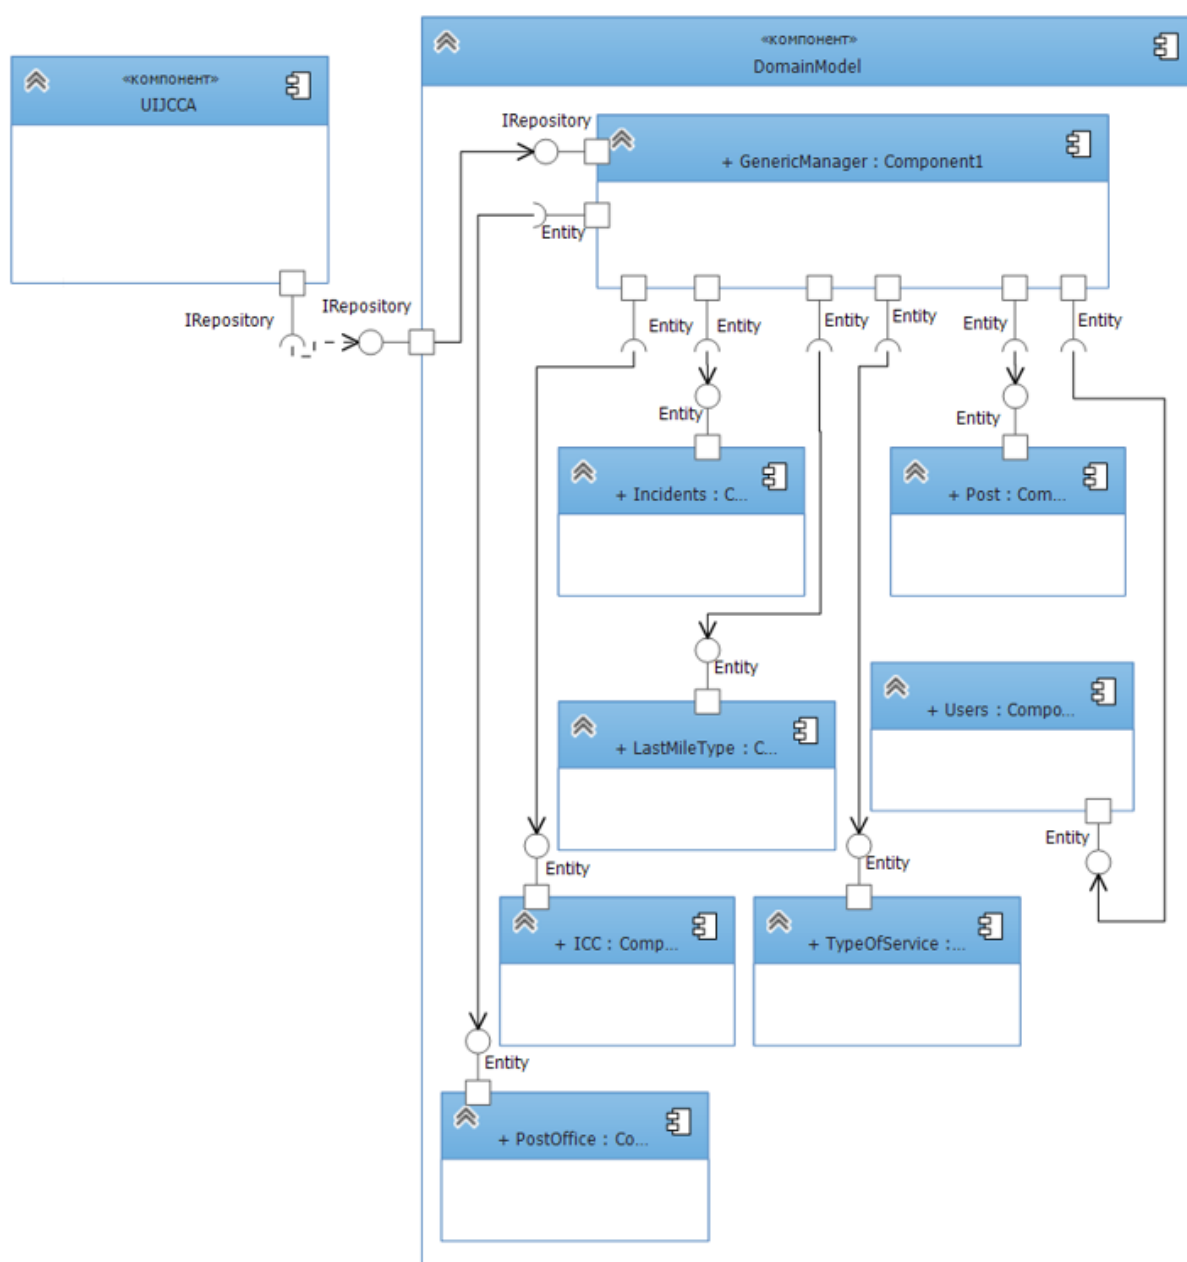 «компонент»
DomainModel
«компонент»
UIJCCA
IRepository
+ GenericManager : Component1
Entity
IRepository
IRepository
Entity
Entity
Entity
Entity
Entity
Entity
Entity
Entity
+ Incidents : C...
+ Post : Com...
Entity
+ LastMileType : C...
+ Users : Compo...
Entity
Entity
Entity
+ ICC : Comp...
+ TypeOfService :...
Entity
+ PostOffice : Co...